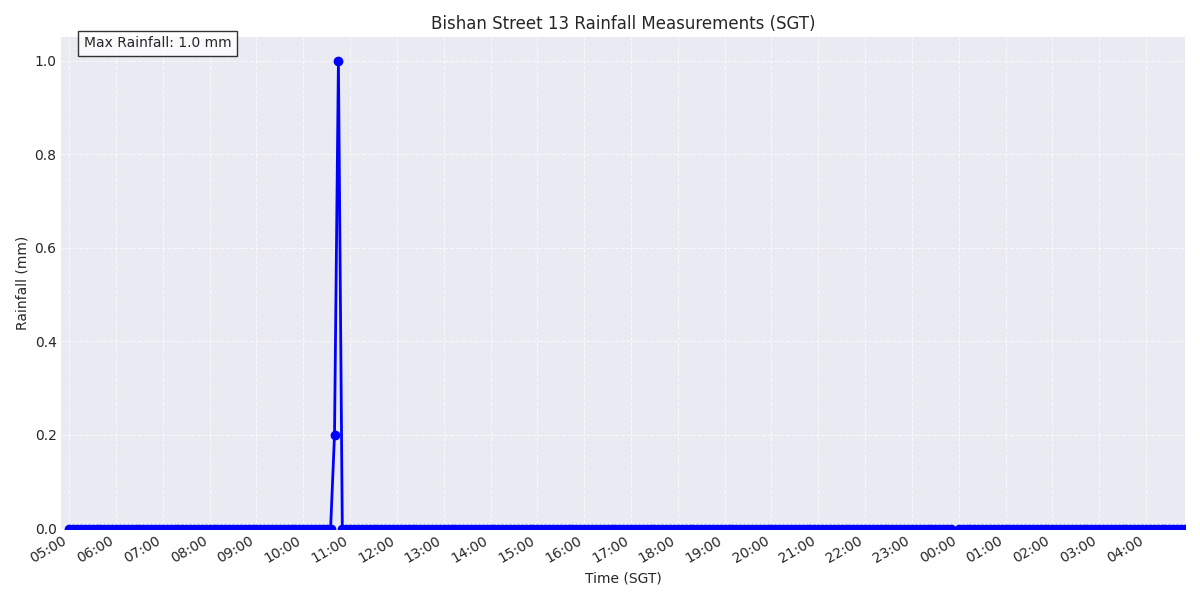 Bishan Street 13 Rainfall Measurements (SGT)
Max Rainfall: 1.0 mm
1.0
0.8
0.6
0.4
0.2
0.0
Rainfall (mm)
05:00 06:00 07:00 08:00 09:00 10:00 11:00 12:00 13:00 14:00 15:00 16:00 17:00 18:00 19:00 20:00 21:00 22:00 23:00 00:00 01:00 02:00 03:00 04:00
Time (SGT)